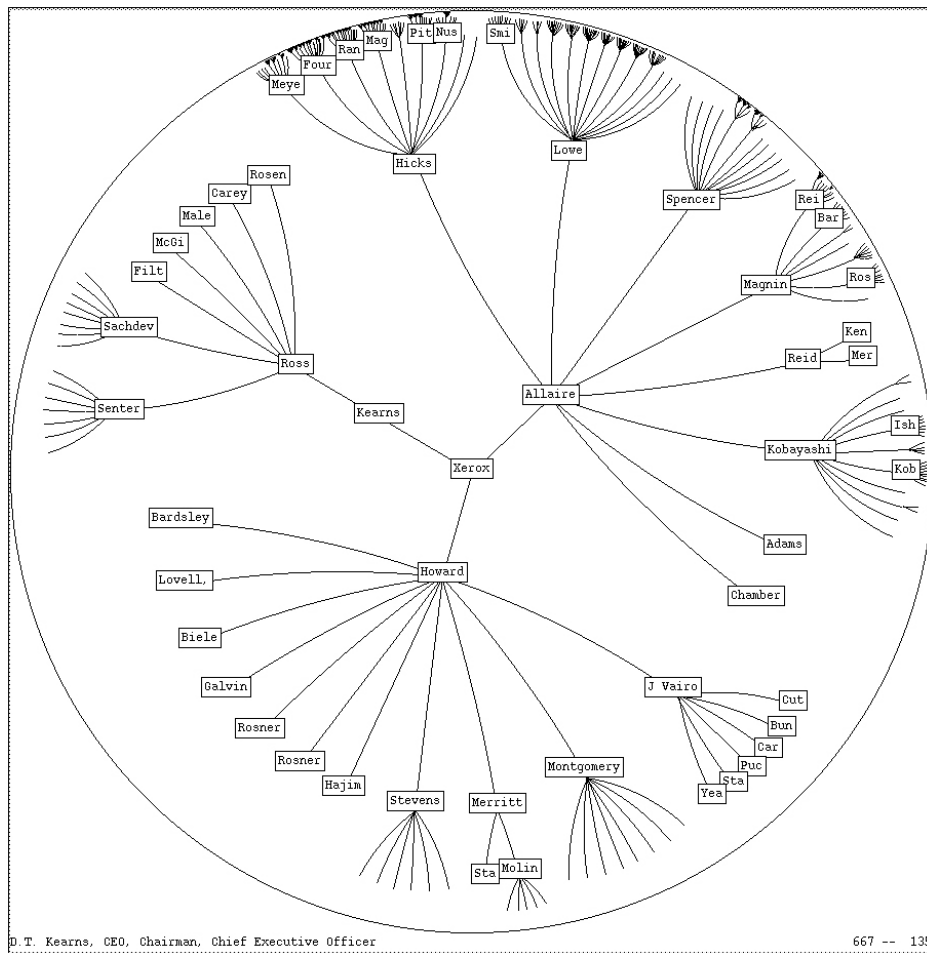 Smi
Pit
Nus
Mag
Ran
Four
Meye
Hicks
Lowe
Rosen
Carey
Male
McGi
Filt
Spencer
Rei
Bar
Magnin
Ros
Sachdev
Ken
Reid
Mer
Ross
Allaire
Senter
Kearns
Ish
Kobayashi
Xerox
Kob
Bardsley
Adams
Howard
Lovell,
Chamber
Biele
Galvin
J Vairo
Cut
Rosner
Bun
Car
Rosner
Puc
Montgomery
Sta
Hajim
Yea
Stevens
Merritt
Sta
Molin
D.T. Kearns, CEO, Chairman, Chief Executive Officer
667 -- 135